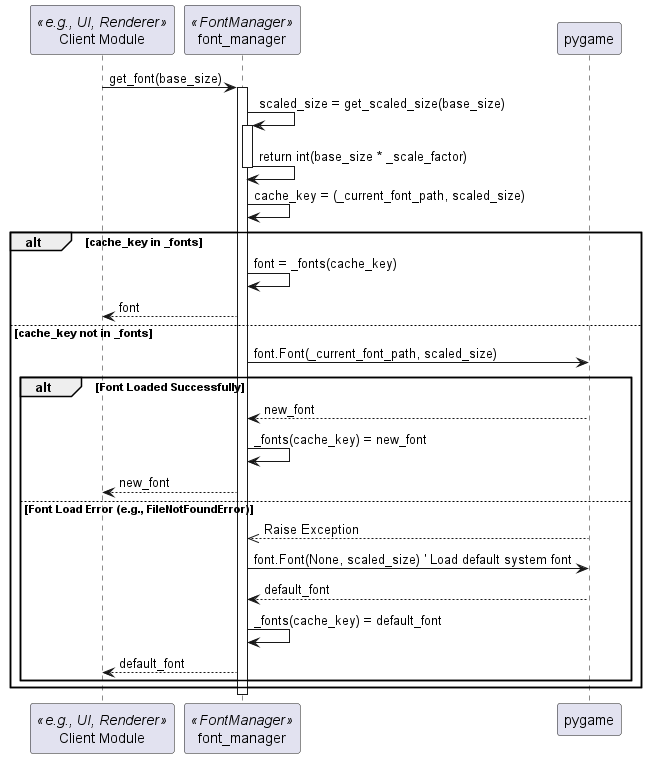 «e.g., UI, Renderer»
Client Module
«FontManager»
font_manager
pygame
get_font(base_size)
scaled_size = get_scaled_size(base_size)
return int(base_size * _scale_factor)
cache_key = (_current_font_path, scaled_size)
alt
[cache_key in _fonts]
font = _fonts(cache_key)
font
[cache_key not in _fonts]
font.Font(_current_font_path, scaled_size)
alt
[Font Loaded Successfully]
new_font
_fonts(cache_key) = new_font
new_font
[Font Load Error (e.g., FileNotFoundError)]
Raise Exception
font.Font(None, scaled_size) ' Load default system font
default_font
_fonts(cache_key) = default_font
default_font
«e.g., UI, Renderer»
Client Module
«FontManager»
font_manager
pygame